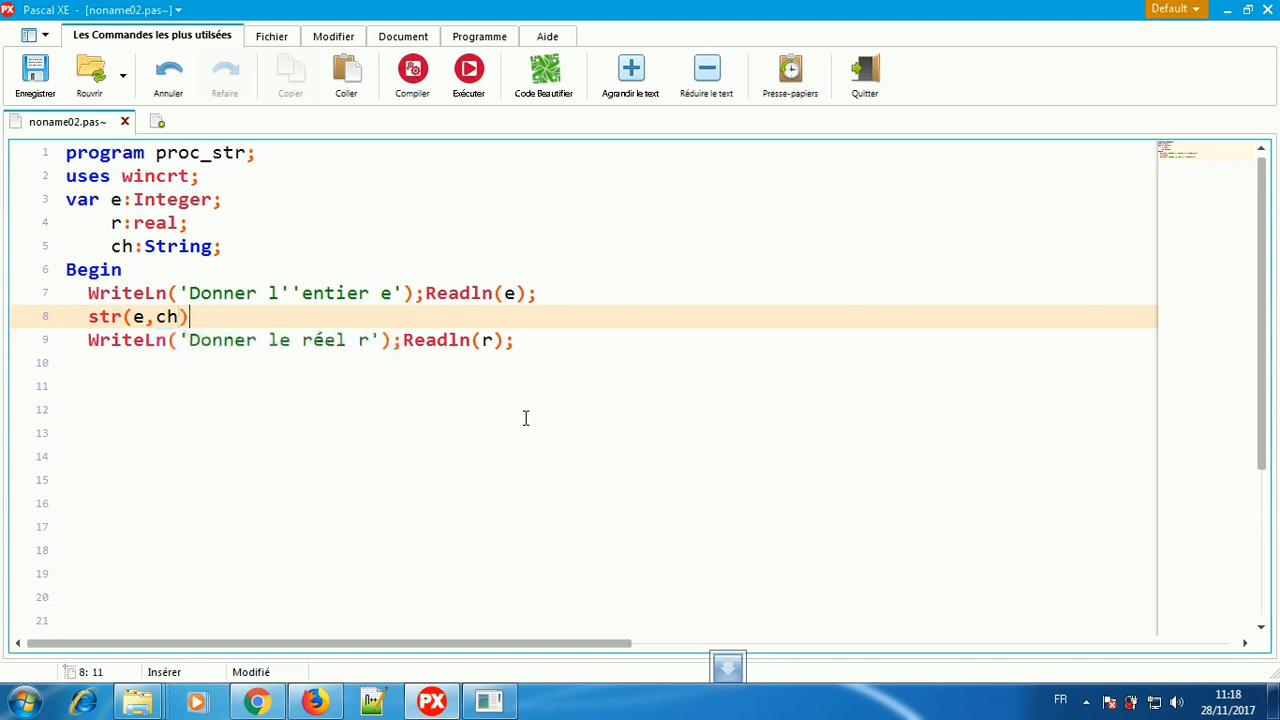 Pascal XE - [noname02.pas~]
Default
Les Commandes les plus utilsées Fichier Modifier Document Programme Aide
Enregistrer Rouvrir Annuler Refaire Copier Coller Compiler Exécuter Code Beautifier Agrandir le text Réduire le text Presse-papiers Quitter
noname02.pas~
1 program proc_str;
2 uses wincrt;
3 var e:Integer;
4 r:real;
5 ch:String;
6 Begin
7 WriteLn('Donner l''entier e');Readln(e);
8 str(e,ch)
9 WriteLn('Donner le réel r');Readln(r);
10
11
12
13
14
15
16
17
18
19
20
21
8: 11 Insérer Modifié
PX FR 11:18
28/11/2017